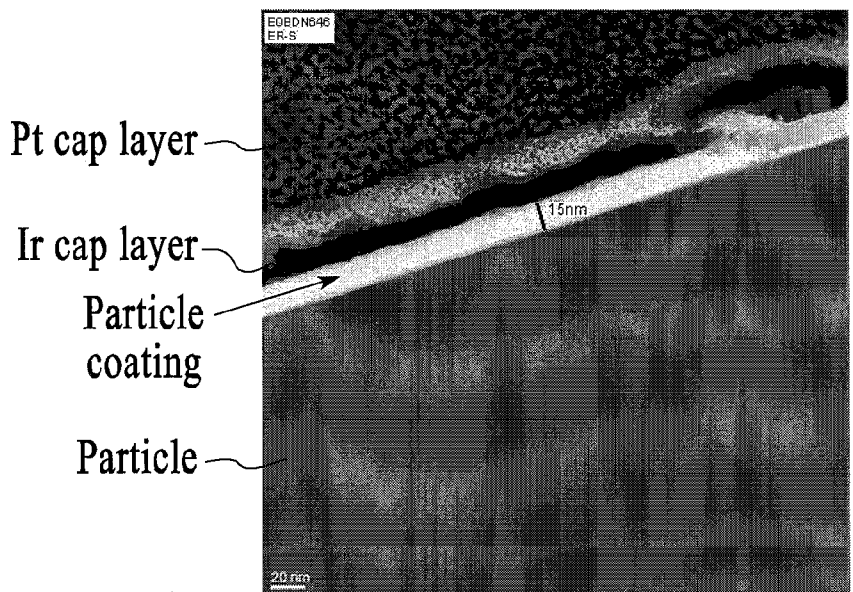 E0BDN646
ER-S
Pt cap layer
Ir cap layer
15nm
Particle
coating
Particle
20 nm